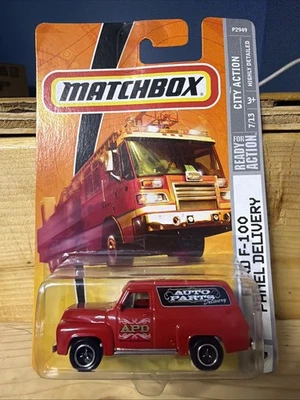 P2949
MATCHBOX
CITY ACTION
HIGHLY DETAILED
READY FOR ACTION
7/13
3+
F-100
PANEL DELIVERY
AUTO
PARTS
Delivery
APD